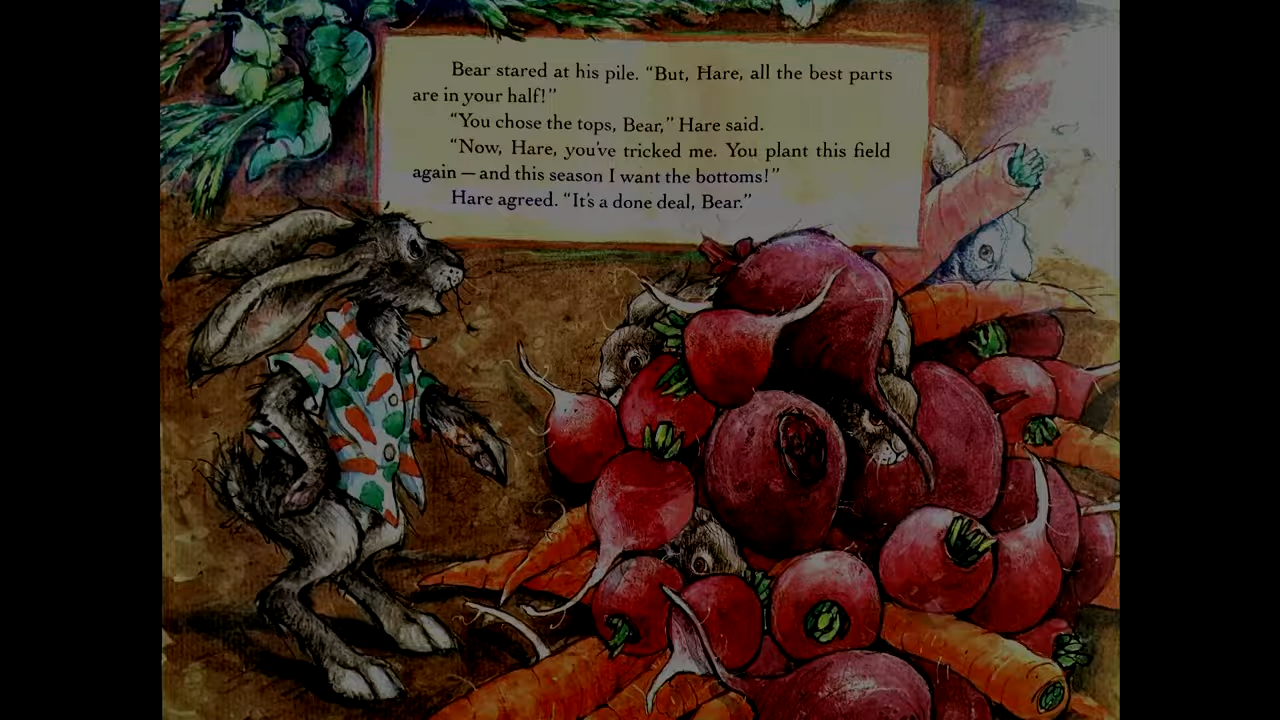 Bear stared at his pile. “But, Hare, all the best parts
are in your half!”
“You chose the tops, Bear,” Hare said.
“Now, Hare, you’ve tricked me. You plant this field
again — and this season I want the bottoms!”
Hare agreed. “It’s a done deal, Bear.”